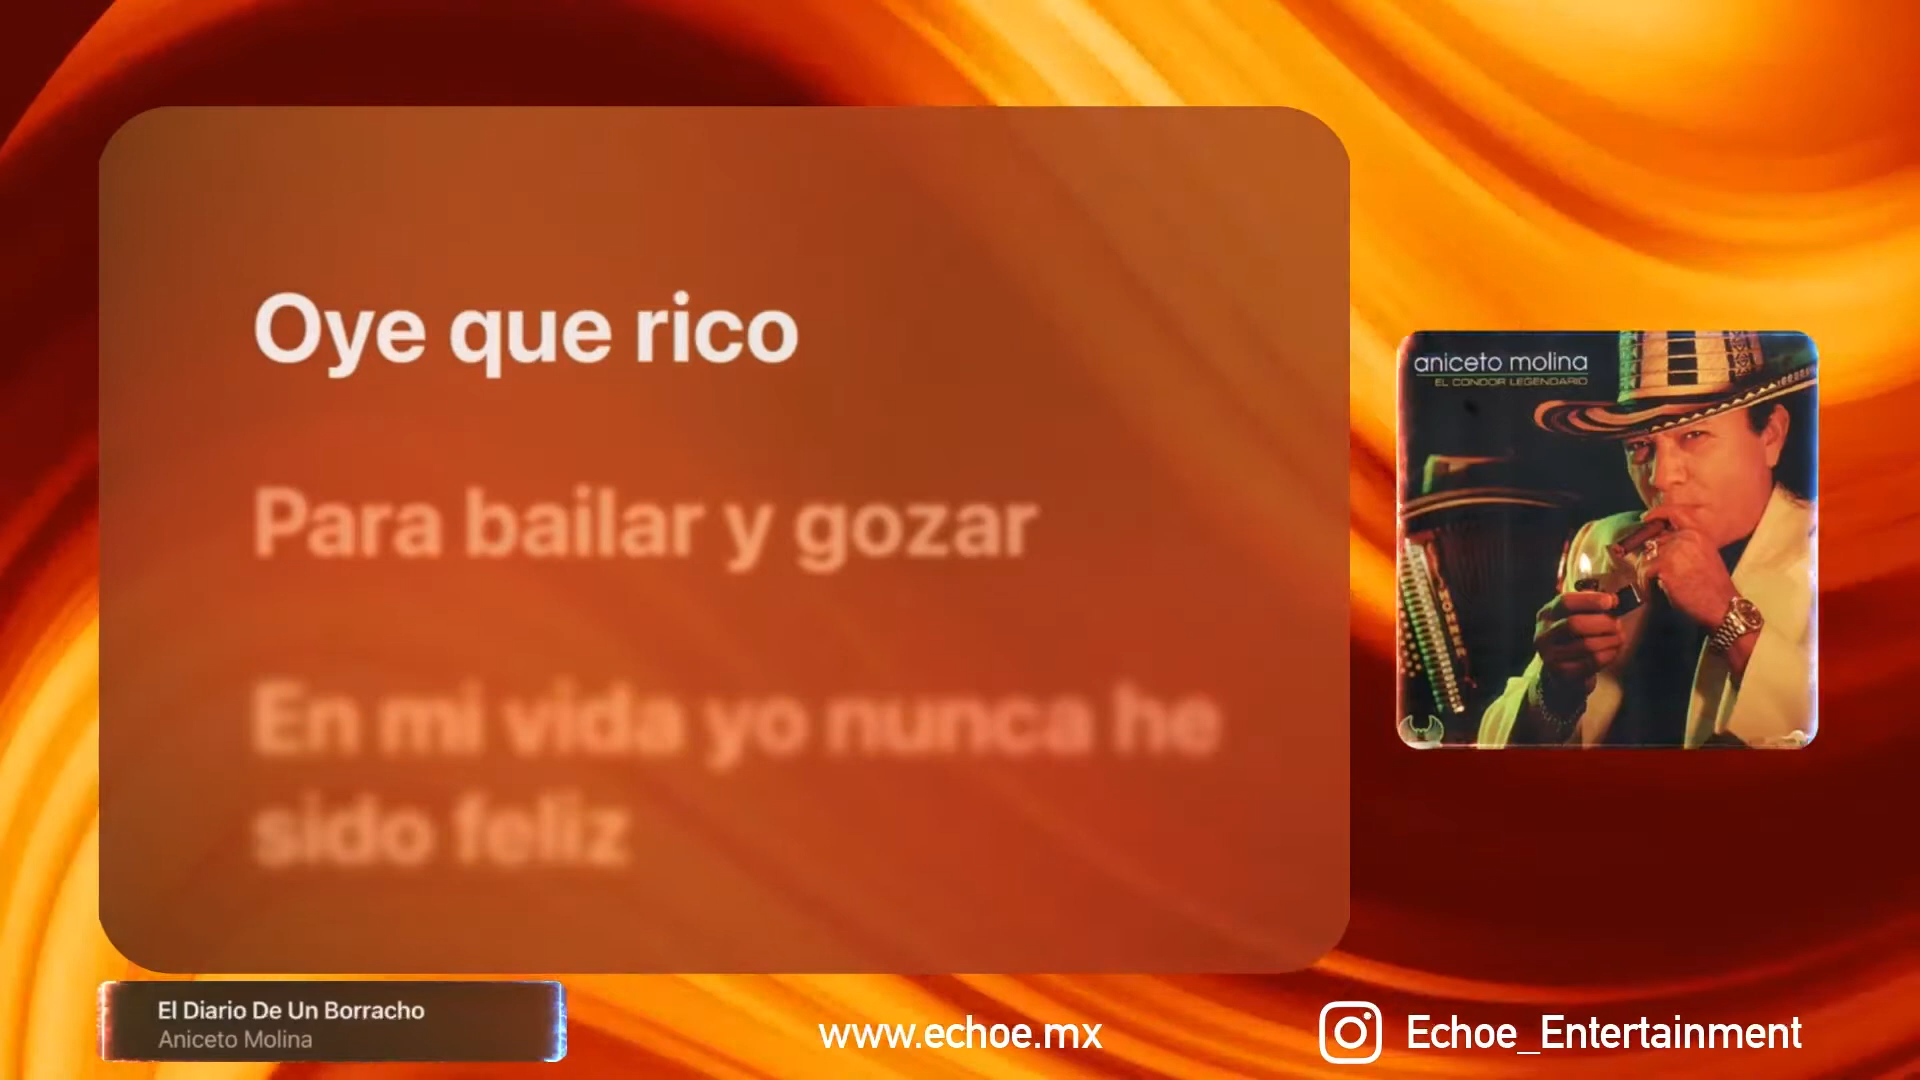 Oye que rico
Para bailar y gozar
En mi vida yo nunca he
sido feliz
aniceto molina
EL CONDOR LEGENDARIO
El Diario De Un Borracho
Aniceto Molina
www.echoe.mx
Echoe_Entertainment